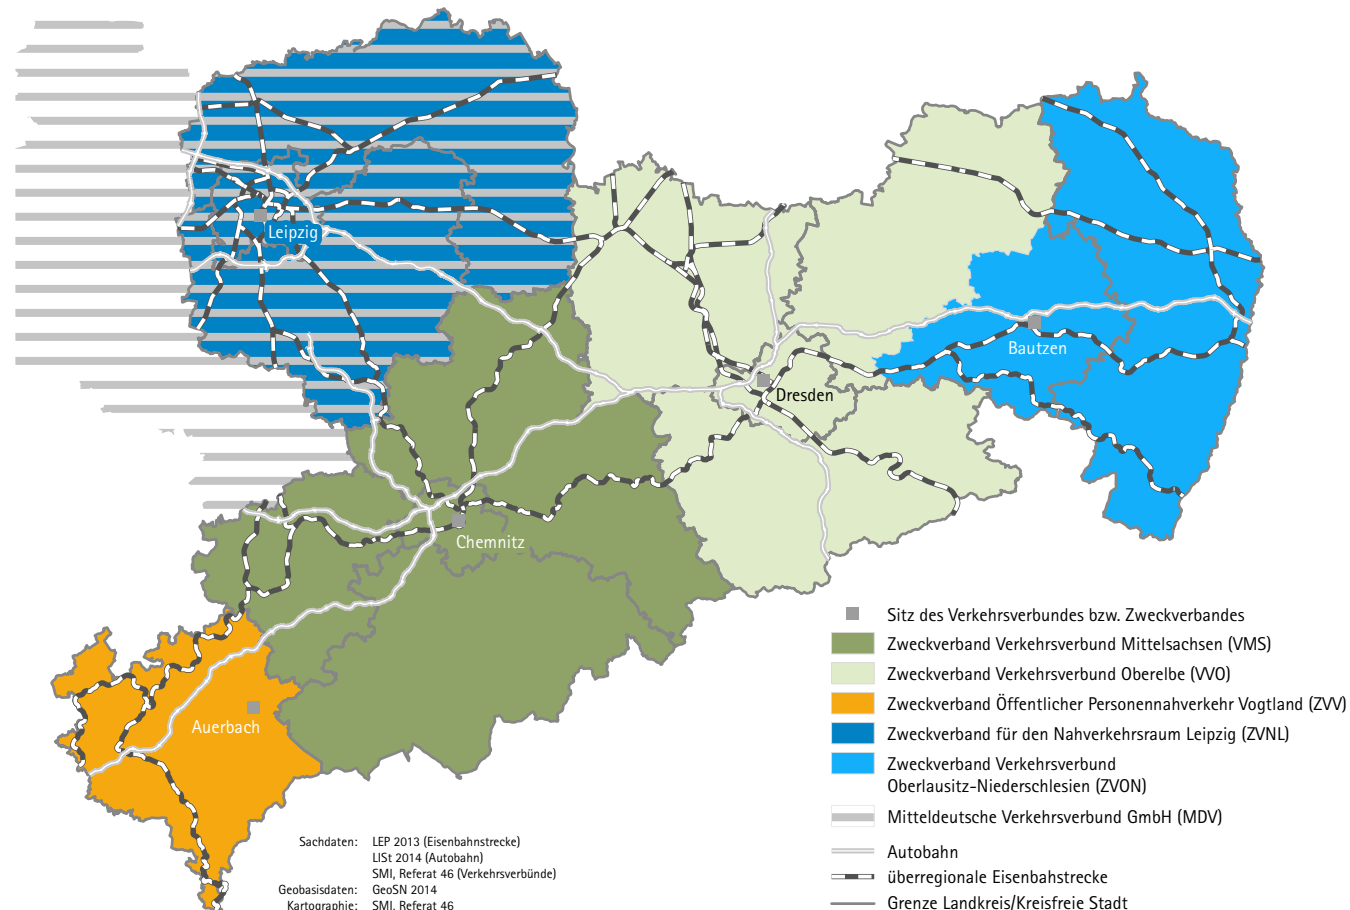 Leipzig
Bautzen
Dresden
Chemnitz
Auerbach
Sitz des Verkehrsverbundes bzw. Zweckverbandes
Zweckverband Verkehrsverbund Mittelsachsen (VMS)
Zweckverband Verkehrsverbund Oberelbe (VVO)
Zweckverband Öffentlicher Personennahverkehr Vogtland (ZVV)
Zweckverband für den Nahverkehrsraum Leipzig (ZVNL)
Zweckverband Verkehrsverbund
Oberlausitz-Niederschlesien (ZVON)
Mitteldeutsche Verkehrsverbund GmbH (MDV)
Autobahn
überregionale Eisenbahstrecke
Grenze Landkreis/Kreisfreie Stadt
Sachdaten: LEP 2013 (Eisenbahnstrecke)
LISt 2014 (Autobahn)
SMI, Referat 46 (Verkehrsverbünde)
Geobasisdaten: GeoSN 2014
Kartographie: SMI, Referat 46